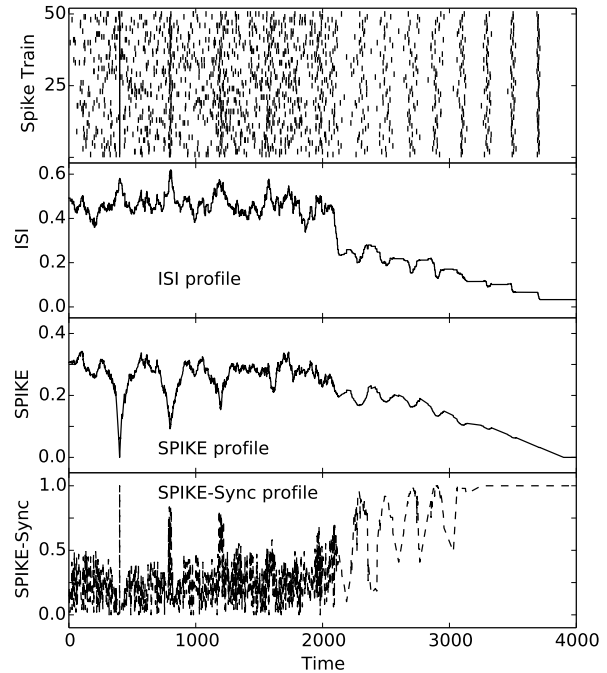 50
25
Spike Train
0.6
0.4
0.2
0.0
ISI
ISI profile
0.4
0.2
0.0
SPIKE
SPIKE profile
1.0
0.5
0.0
SPIKE-Sync
SPIKE-Sync profile
0 1000 2000 3000 4000
Time